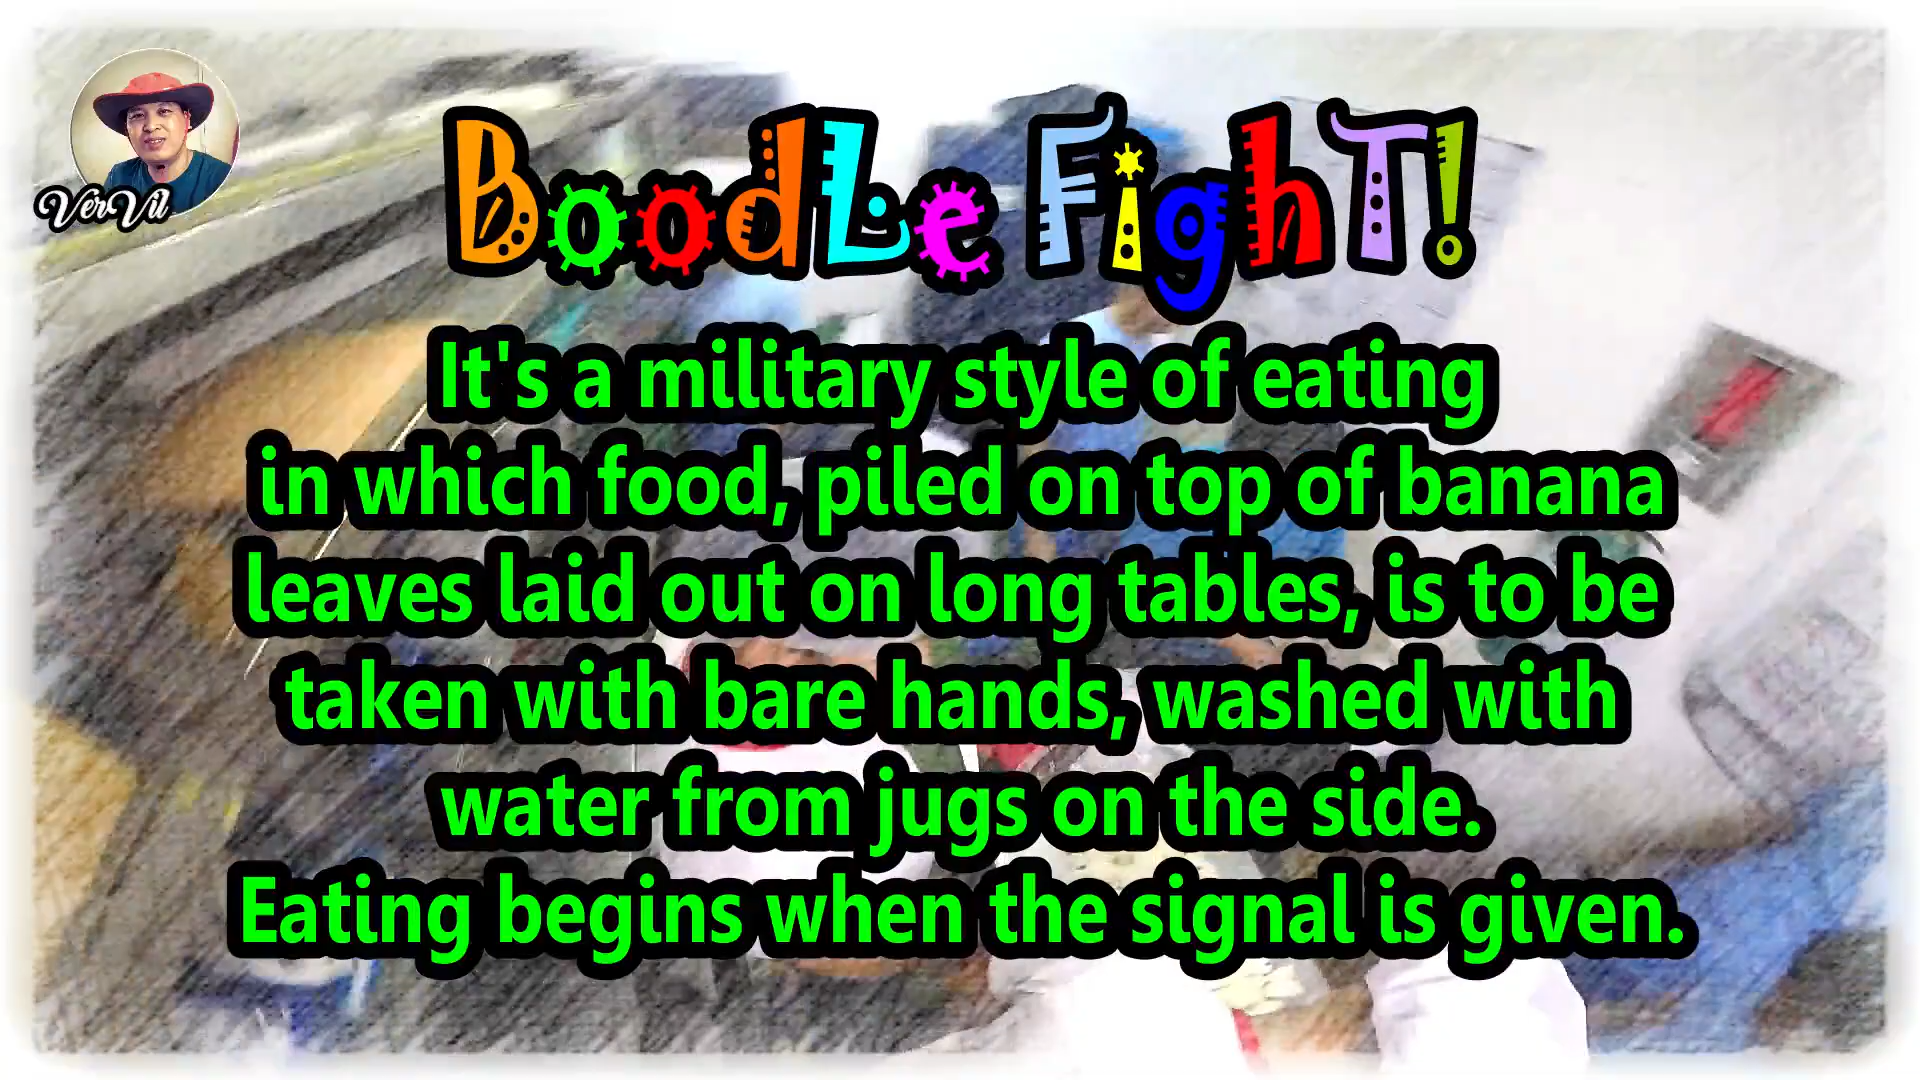 VerVil
BoodLe FighT!
It's a military style of eating
in which food, piled on top of banana
leaves laid out on long tables, is to be
taken with bare hands, washed with
water from jugs on the side.
Eating begins when the signal is given.